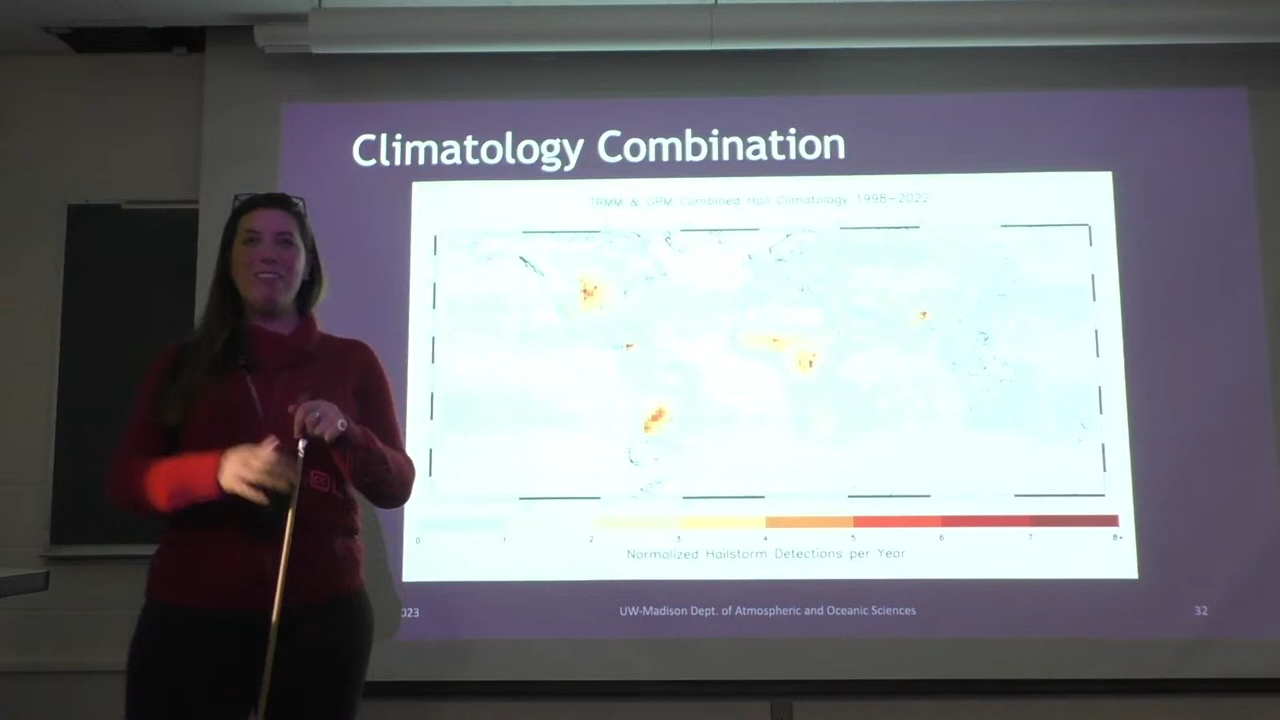 Climatology Combination
TRMM & GPM Combined Hail Climatology 1998-2022
0 1 2 3 4 5 6 7 8+
Normalized Hailstorm Detections per Year
023 UW-Madison Dept. of Atmospheric and Oceanic Sciences 32